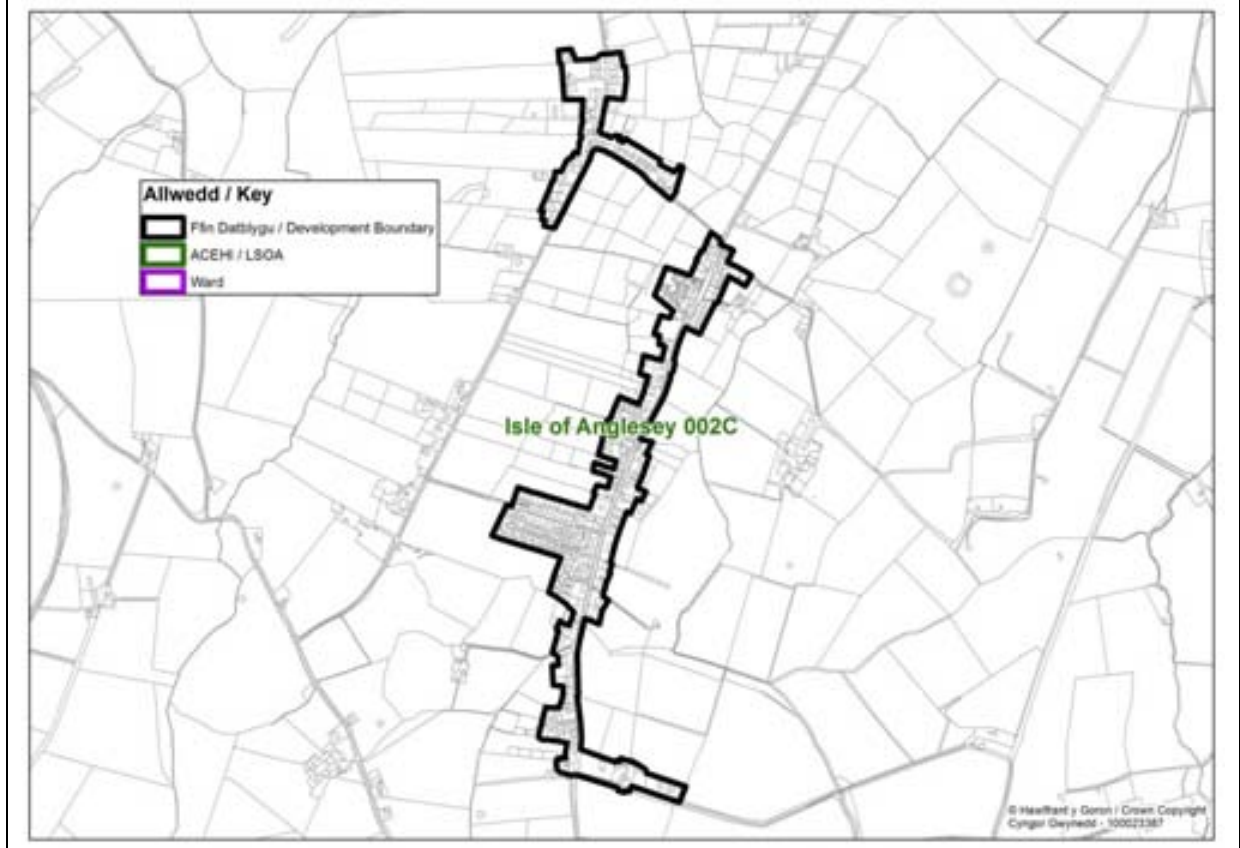 Allwedd / Key
Ffin Datblygu / Development Boundary
ACEHI / LSOA
Ward
Isle of Anglesey 002C
© Hawlfraint y Goron / Crown Copyright
Cyngor Gwynedd - 100023387